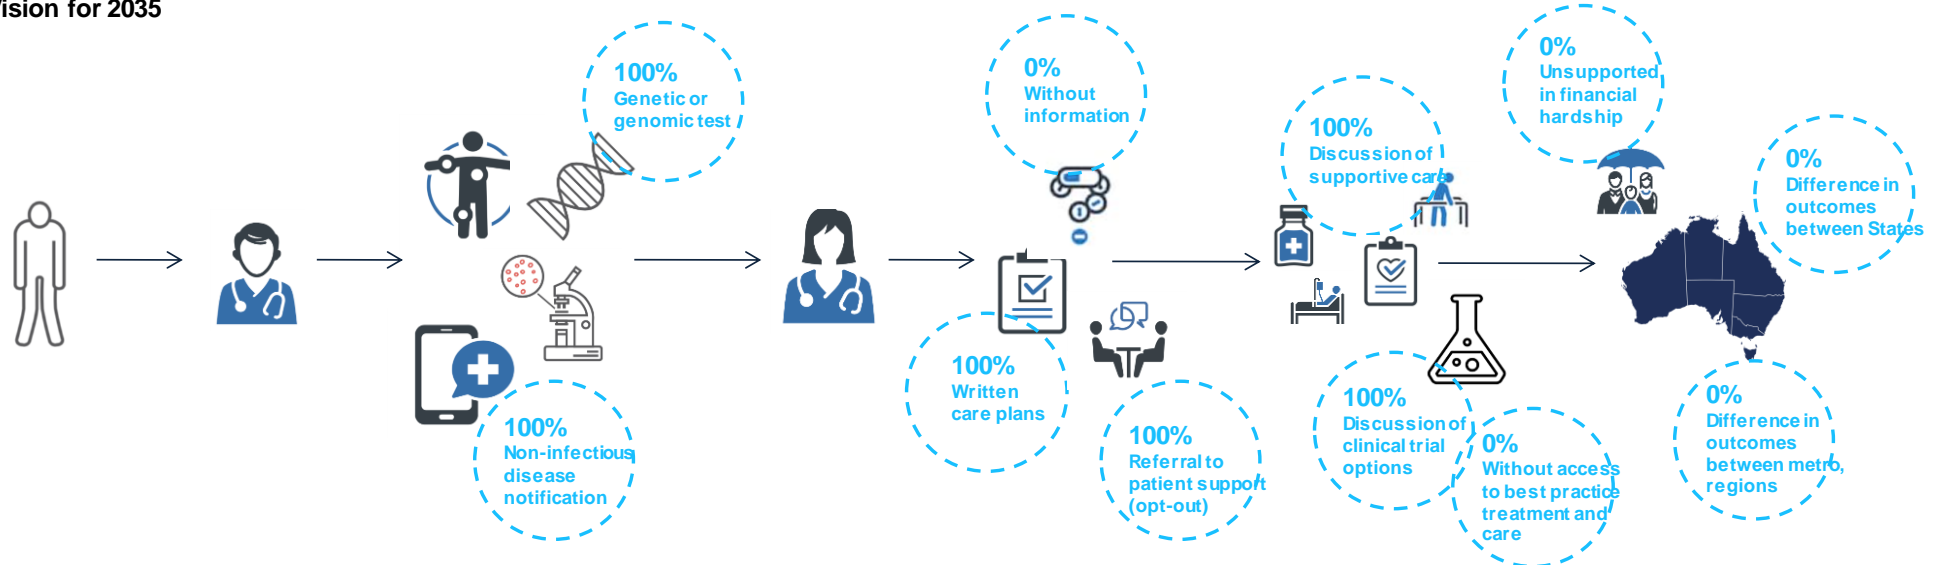 Vision for 2035
100%
Genetic or
genomic test
100%
Non-infectious
disease
notification
0%
Without
information
100%
Written
care plans
100%
Referral to
patient support
(opt-out)
100%
Discussion of
supportive care
100%
Discussion of
clinical trial
options
0%
Without access
to best practice
treatment and
care
0%
Unsupported
in financial
hardship
0%
Difference in
outcomes
between States
0%
Difference in
outcomes
between metro,
regions